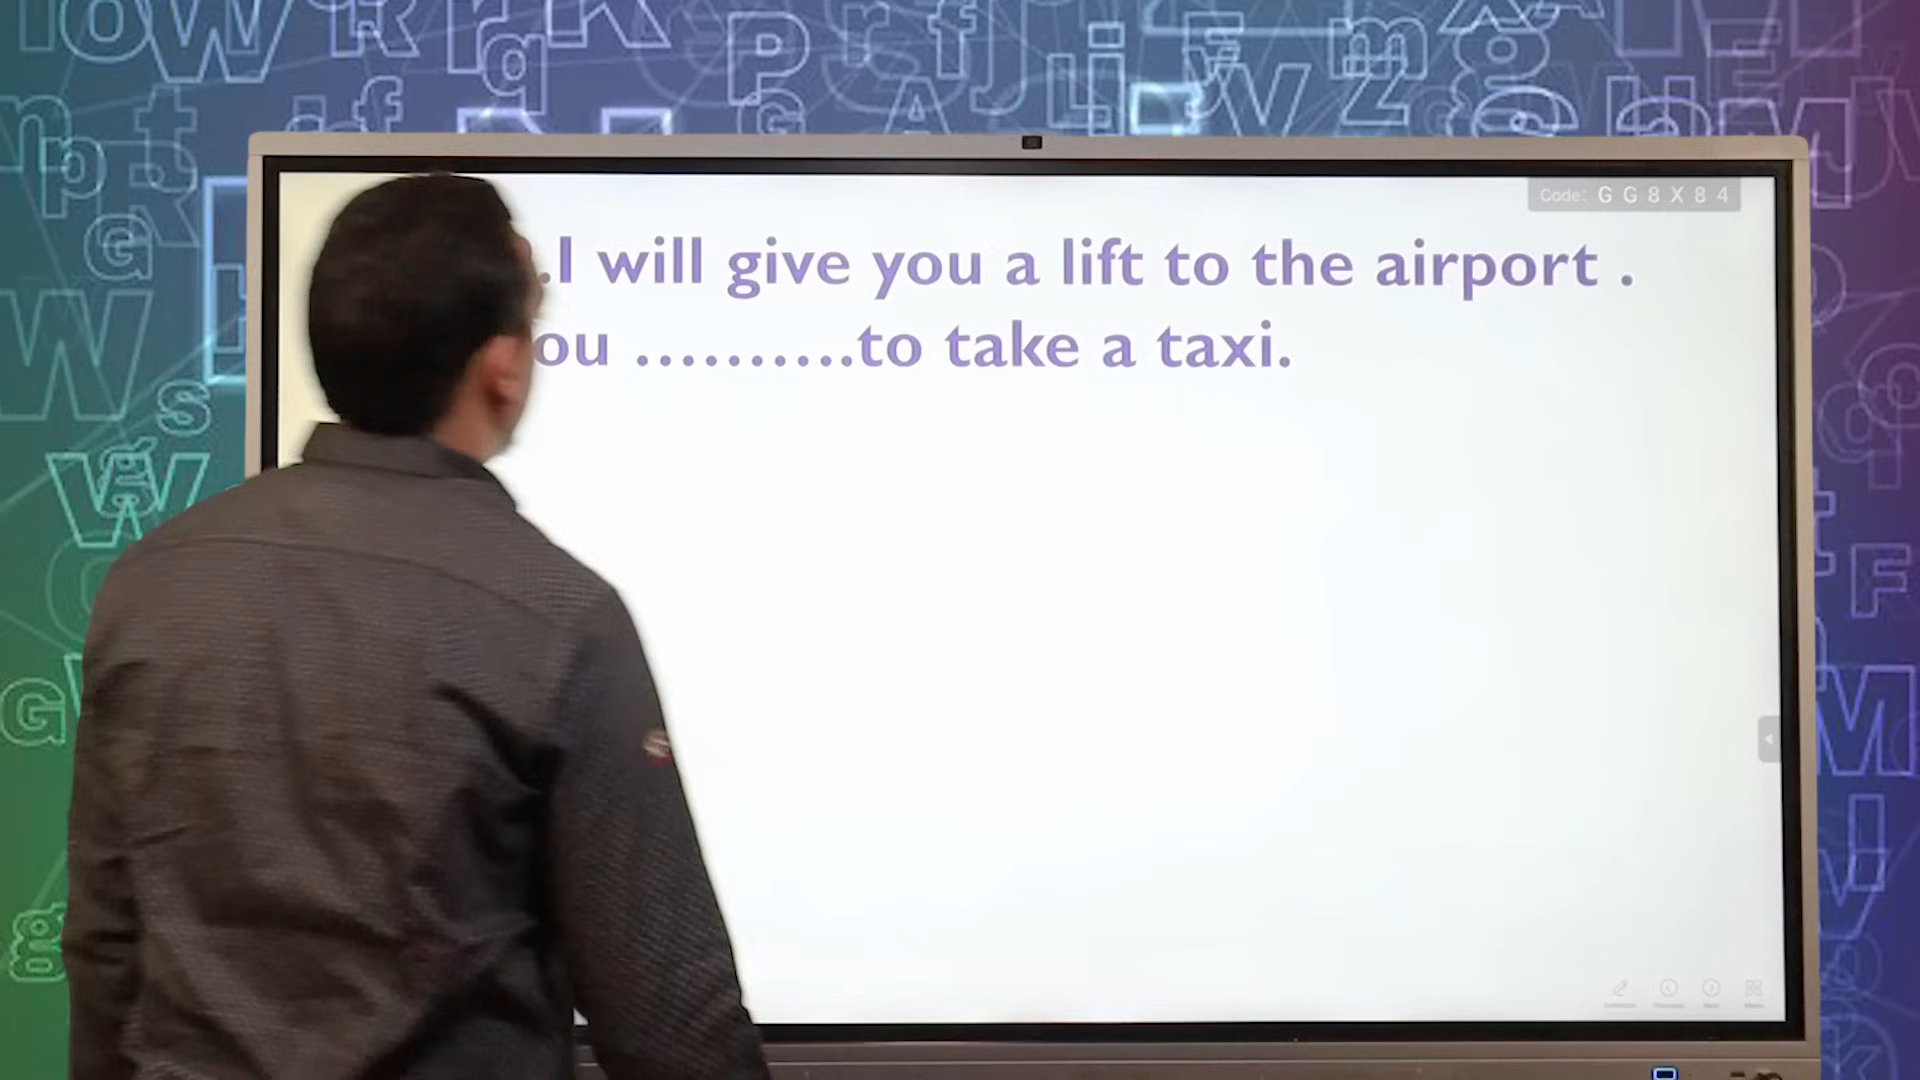 Code: G G 8 X 8 4
.I will give you a lift to the airport .
ou ..........to take a taxi.